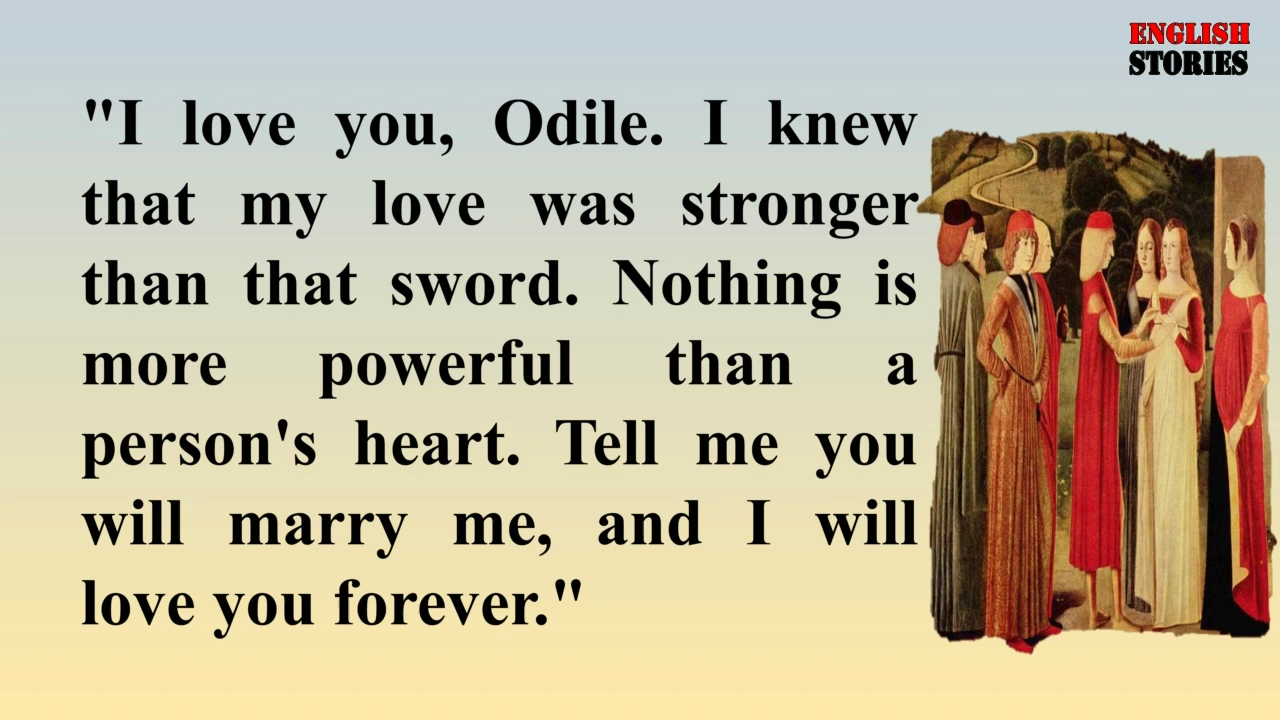 ENGLISH
STORIES
"I love you, Odile. I knew
that my love was stronger
than that sword. Nothing is
more powerful than a
person's heart. Tell me you
will marry me, and I will
love you forever."